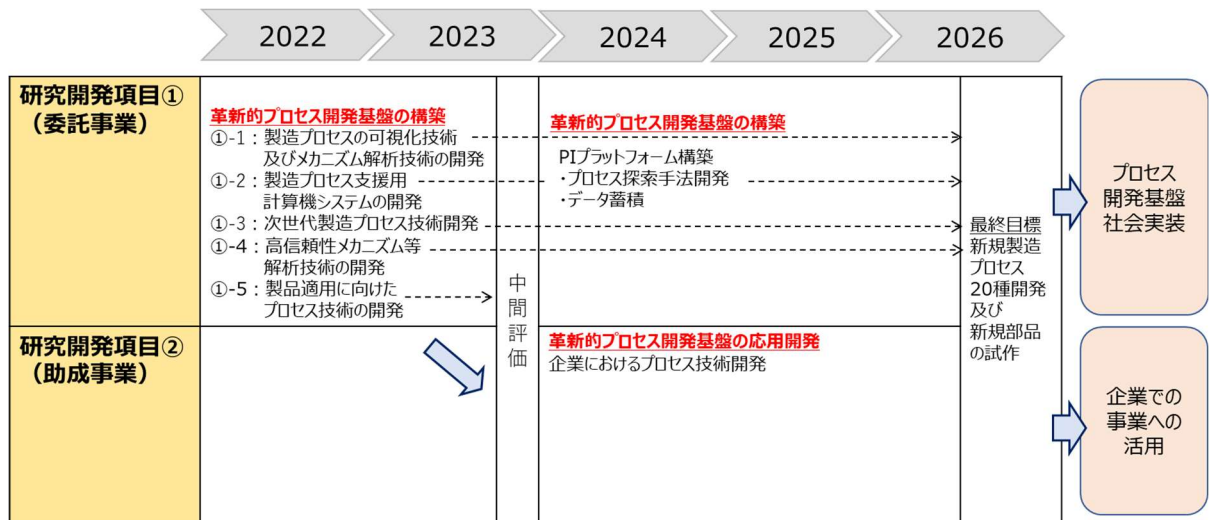 2022
2023
2024
2025
2026
研究開発項目①
（委託事業）
革新的プロセス開発基盤の構築
①-1：製造プロセスの可視化技術
及びメカニズム解析技術の開発
①-2：製造プロセス支援用
計算機システムの開発
①-3：次世代製造プロセス技術開発
①-4：高信頼性メカニズム等
解析技術の開発
①-5：製品適用に向けた
プロセス技術の開発
中間評価
革新的プロセス開発基盤の構築
PIプラットフォーム構築
・プロセス探索手法開発
・データ蓄積
最終目標
新規製造
プロセス
20種開発
及び
新規部品
の試作
プロセス
開発基盤
社会実装
研究開発項目②
（助成事業）
革新的プロセス開発基盤の応用開発
企業におけるプロセス技術開発
企業での
事業への
活用